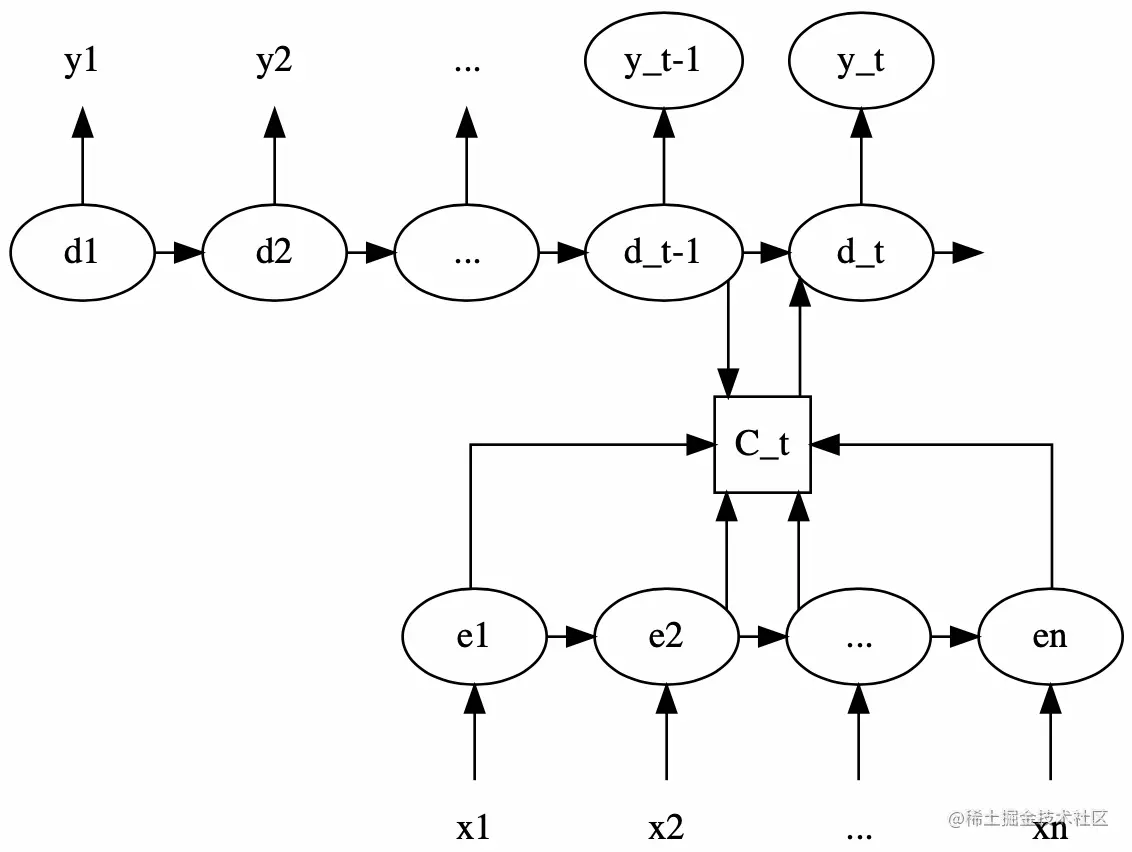 y1 y2 ... y_t-1 y_t
d1 d2 ... d_t-1 d_t
C_t
e1 e2 ... en
x1 x2 ... xn
@稀土掘金技术社区